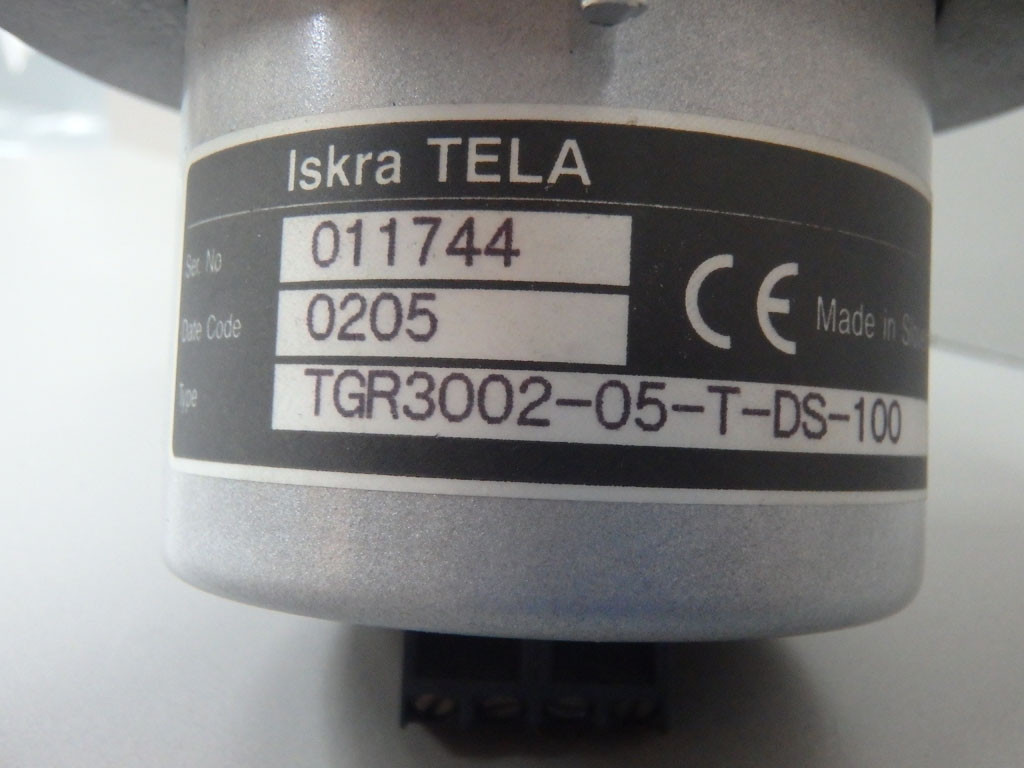 Iskra TELA
Ser. No 011744
Date Code 0205
CE Made in
Type TGR3002-05-T-DS-100